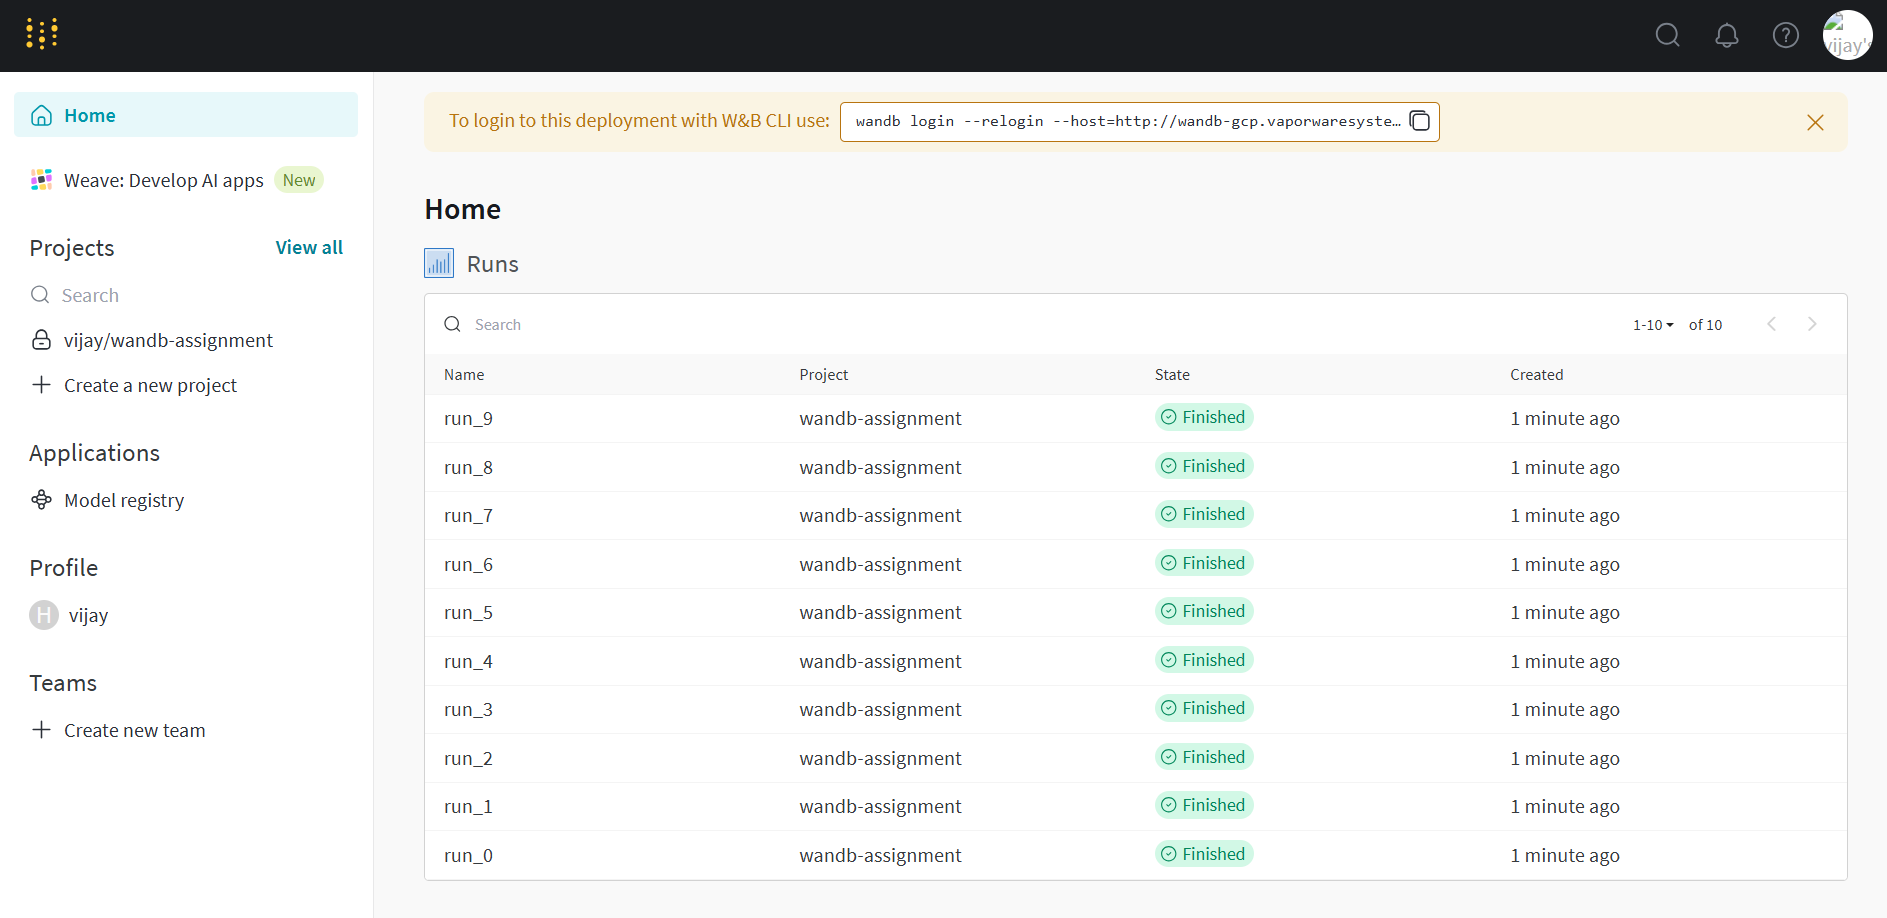 vijay's
Home
To login to this deployment with W&B CLI use: wandb login --relogin --host=http://wandb-gcp.vaporwaresyste…
Weave: Develop AI apps New
Projects View all
Search
vijay/wandb-assignment
Create a new project
Applications
Model registry
Profile
H vijay
Teams
Create new team
Home
Runs
Search 1-10 of 10
Name Project State Created
run_9 wandb-assignment Finished 1 minute ago
run_8 wandb-assignment Finished 1 minute ago
run_7 wandb-assignment Finished 1 minute ago
run_6 wandb-assignment Finished 1 minute ago
run_5 wandb-assignment Finished 1 minute ago
run_4 wandb-assignment Finished 1 minute ago
run_3 wandb-assignment Finished 1 minute ago
run_2 wandb-assignment Finished 1 minute ago
run_1 wandb-assignment Finished 1 minute ago
run_0 wandb-assignment Finished 1 minute ago